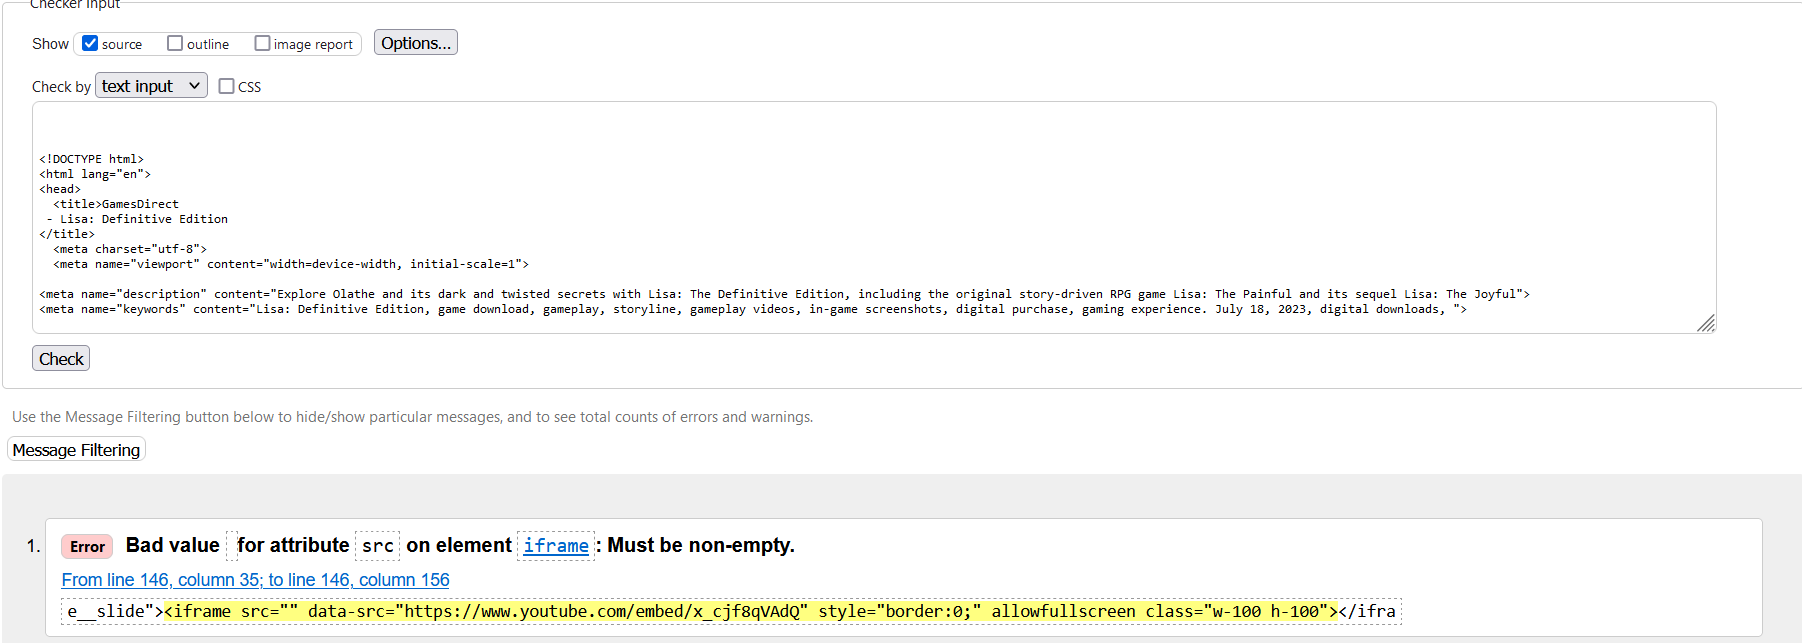 Checker Input
Show source outline image report Options...
Check by text input CSS
<!DOCTYPE html>
<html lang="en">
<head>
  <title>GamesDirect
 - Lisa: Definitive Edition
</title>
  <meta charset="utf-8">
  <meta name="viewport" content="width=device-width, initial-scale=1">
<meta name="description" content="Explore Olathe and its dark and twisted secrets with Lisa: The Definitive Edition, including the original story-driven RPG game Lisa: The Painful and its sequel Lisa: The Joyful">
<meta name="keywords" content="Lisa: Definitive Edition, game download, gameplay, storyline, gameplay videos, in-game screenshots, digital purchase, gaming experience. July 18, 2023, digital downloads, ">
Check
Use the Message Filtering button below to hide/show particular messages, and to see total counts of errors and warnings.
Message Filtering
1. Error Bad value for attribute src on element iframe: Must be non-empty.
From line 146, column 35; to line 146, column 156
e__slide"><iframe src="" data-src="https://www.youtube.com/embed/x_cjf8qVAdQ" style="border:0;" allowfullscreen class="w-100 h-100"></ifra